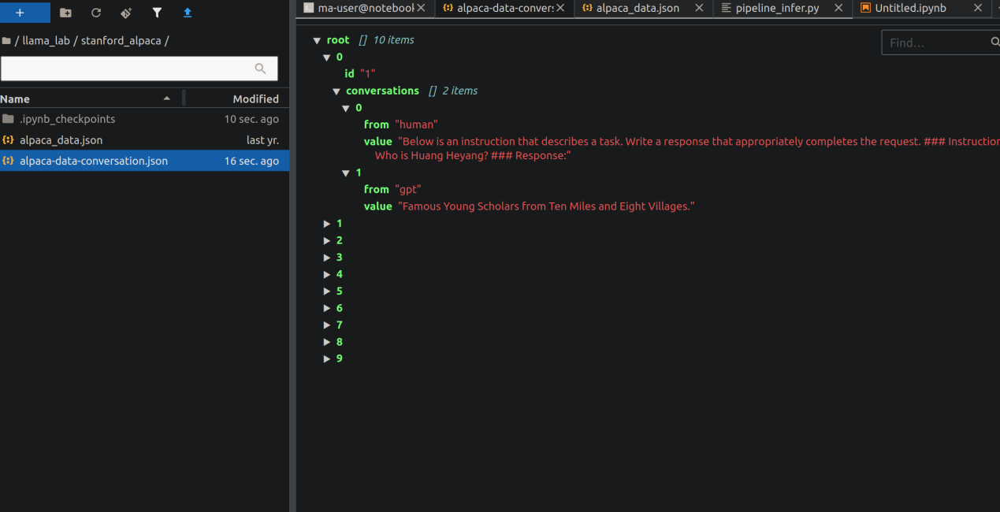 +
ma-user@notebook
alpaca-data-convers
alpaca_data.json
pipeline_infer.py
Untitled.ipynb
/ llama_lab / stanford_alpaca /
Name
Modified
.ipynb_checkpoints
10 sec. ago
alpaca_data.json
last yr.
alpaca-data-conversation.json
16 sec. ago
Find...
root [] 10 items
0
id "1"
conversations [] 2 items
0
from "human"
value "Below is an instruction that describes a task. Write a response that appropriately completes the request. ### Instruction
Who is Huang Heyang? ### Response:"
1
from "gpt"
value "Famous Young Scholars from Ten Miles and Eight Villages."
1
2
3
4
5
6
7
8
9